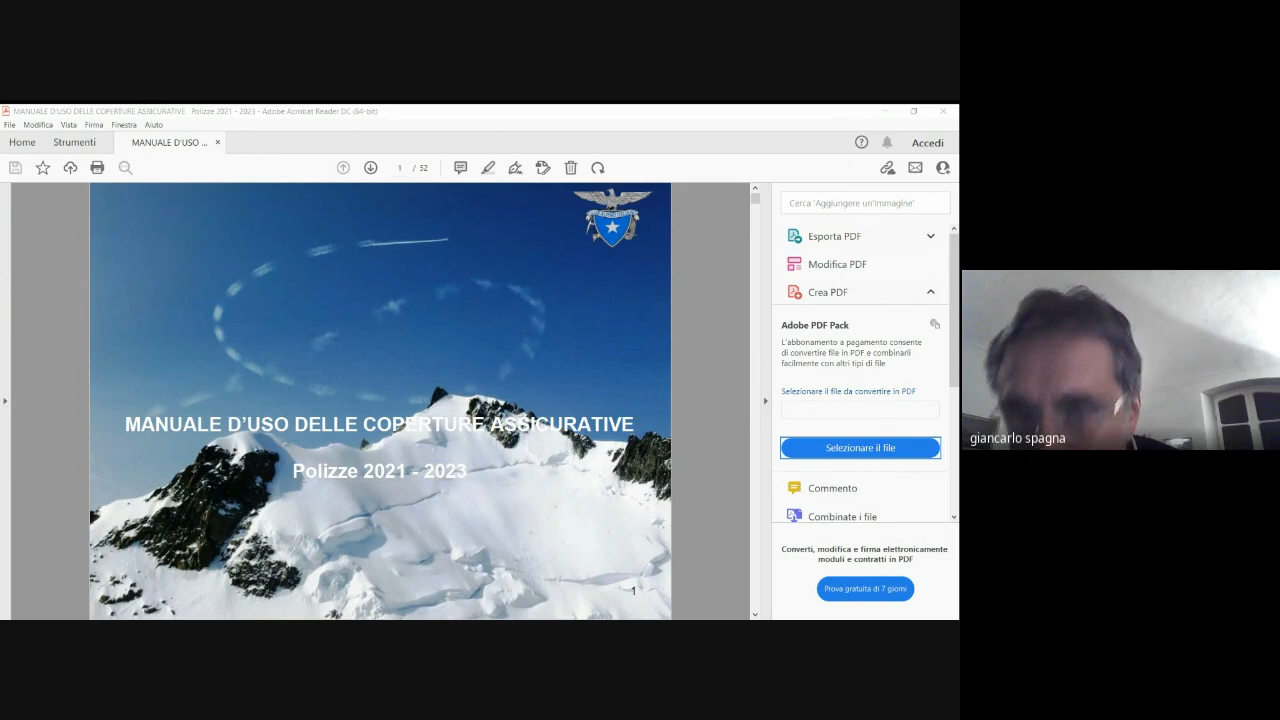 MANUALE D'USO DELLE COPERTURE ASSICURATIVE   Polizze 2021 - 2023 - Adobe Acrobat Reader DC (64-bit)
File Modifica Vista Firma Finestra Aiuto
Home Strumenti MANUALE D'USO ... × Accedi
1 / 52
MANUALE D'USO DELLE COPERTURE ASSICURATIVE
Polizze 2021 - 2023
1
Cerca 'Aggiungere un'immagine'
Esporta PDF
Modifica PDF
Crea PDF
Adobe PDF Pack
L'abbonamento a pagamento consente
di convertire file in PDF e combinarli
facilmente con altri tipi di file
Selezionare il file da convertire in PDF
Selezionare il file
Commento
Combinate i file
Converti, modifica e firma elettronicamente
moduli e contratti in PDF
Prova gratuita di 7 giorni
giancarlo spagna